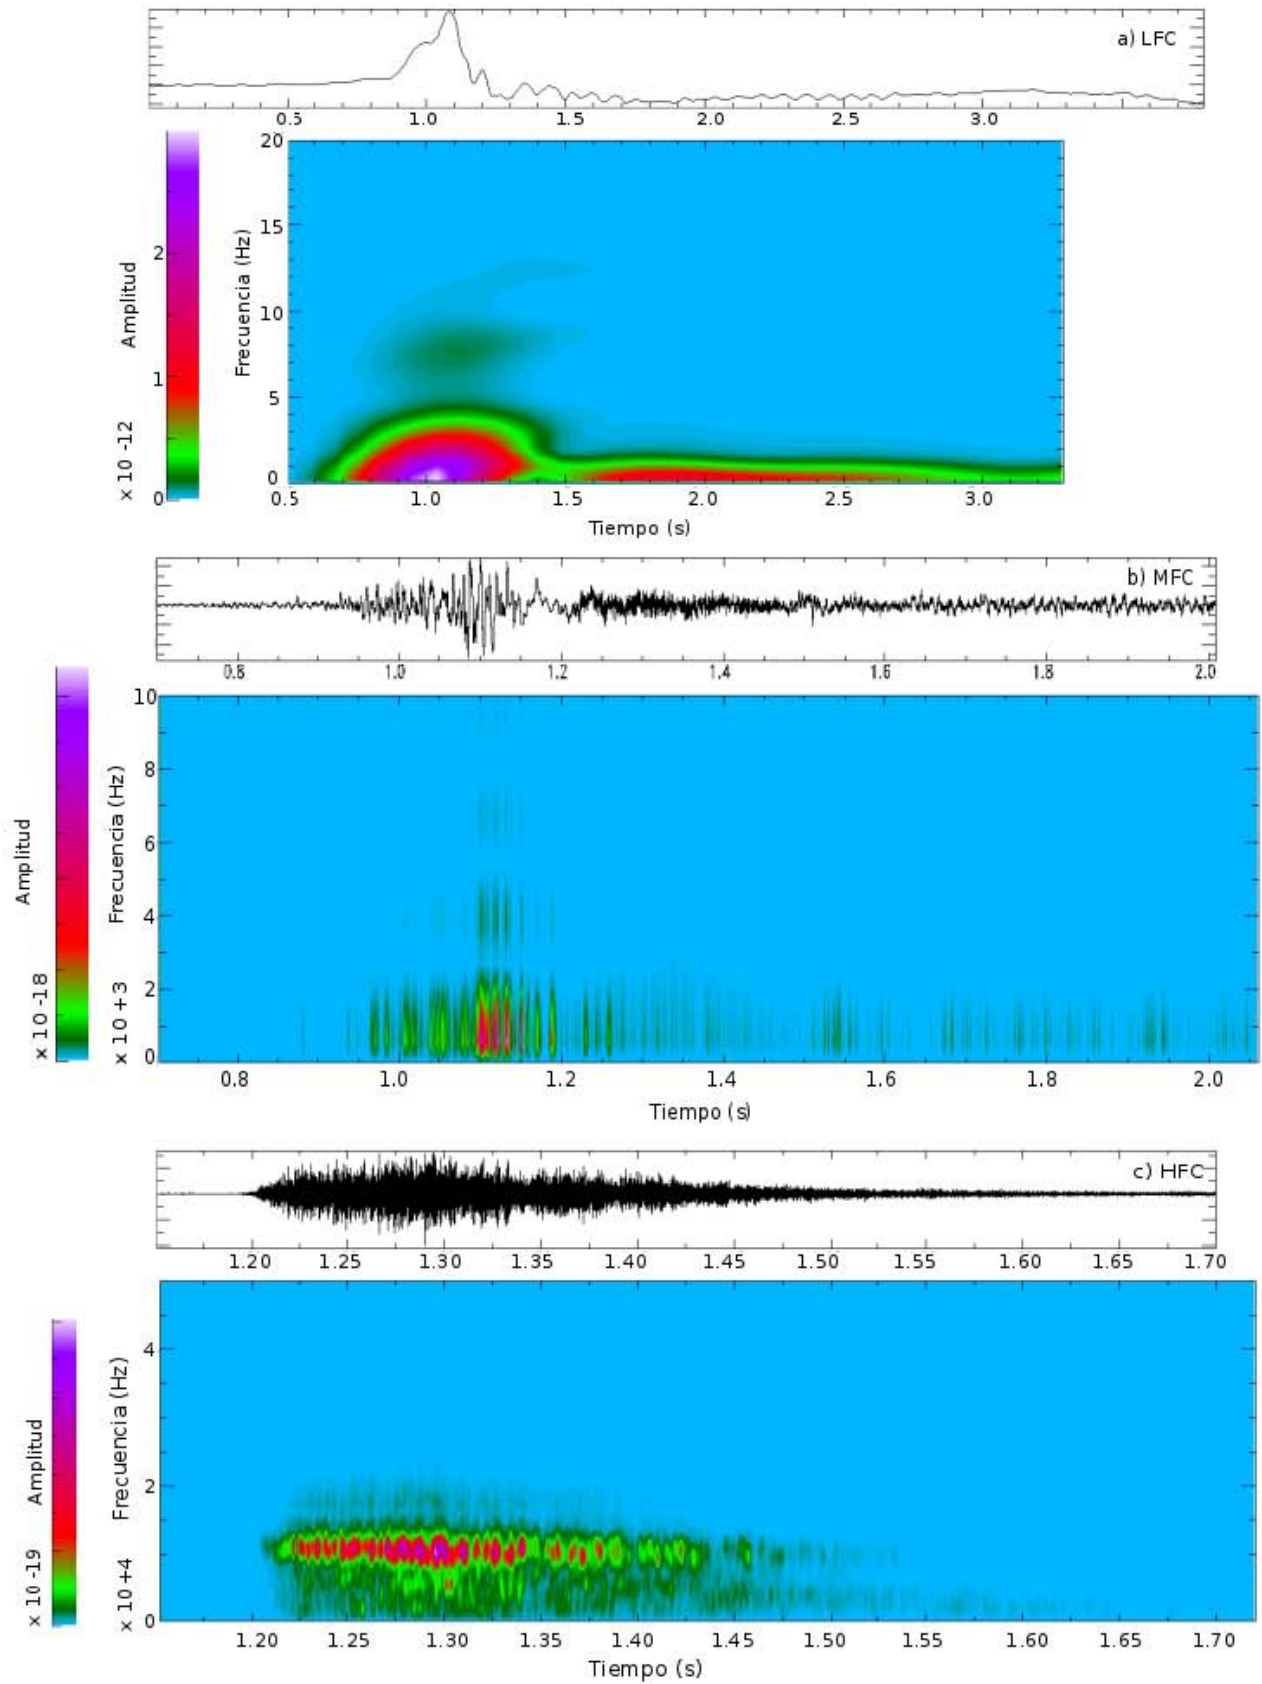 a) LFC
0.5 1.0 1.5 2.0 2.5 3.0
20
15
10
5
0
Frecuencia (Hz)
2
1
0
Amplitud
x 10 -12
0.5 1.0 1.5 2.0 2.5 3.0
Tiempo (s)
b) MFC
0.8 1.0 1.2 1.4 1.6 1.8 2.0
10
8
6
4
2
0
Frecuencia (Hz)
x 10 +3
Amplitud
x 10 -18
0.8 1.0 1.2 1.4 1.6 1.8 2.0
Tiempo (s)
c) HFC
1.20 1.25 1.30 1.35 1.40 1.45 1.50 1.55 1.60 1.65 1.70
4
2
0
Frecuencia (Hz)
x 10 +4
Amplitud
x 10 -19
1.20 1.25 1.30 1.35 1.40 1.45 1.50 1.55 1.60 1.65 1.70
Tiempo (s)